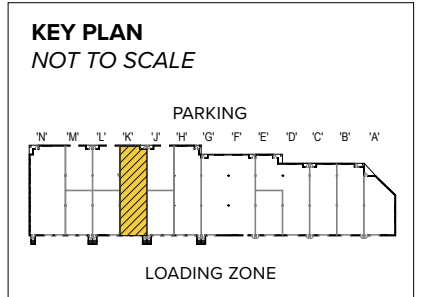 KEY PLAN
NOT TO SCALE
PARKING
'N' 'M' 'L' 'K' 'J' 'H' 'G' 'F' 'E' 'D' 'C' 'B' 'A'
LOADING ZONE